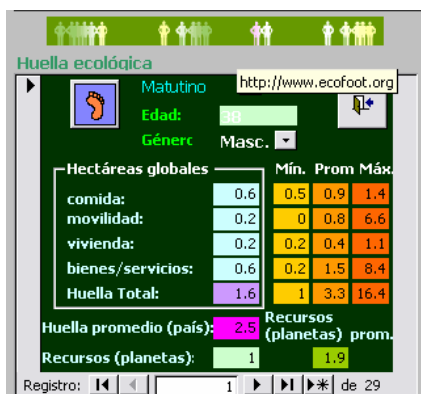 Huella ecológica
Matutino
http://www.ecofoot.org
Edad: 38
Génerc Masc.
Hectáreas globales Mín. Prom Máx.
comida: 0.6 0.5 0.9 1.4
movilidad: 0.2 0 0.8 6.6
vivienda: 0.2 0.2 0.4 1.1
bienes/servicios: 0.6 0.2 1.5 8.4
Huella Total: 1.6 1 3.3 16.4
Huella promedio (país): 2.5 Recursos (planetas) prom.
Recursos (planetas): 1 1.9
Registro: 1 de 29